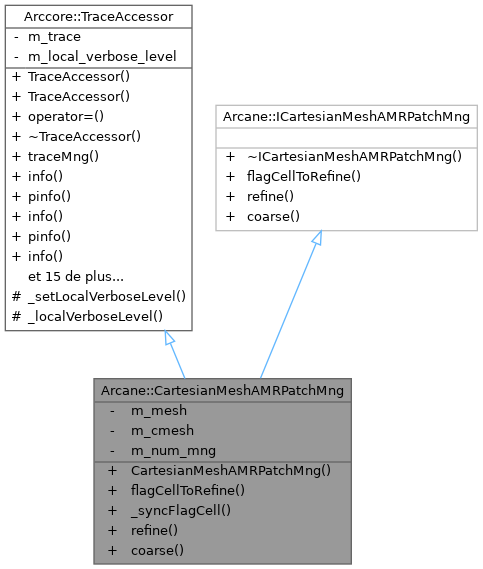 Arccore::TraceAccessor
- m_trace
- m_local_verbose_level
+ TraceAccessor()
+ TraceAccessor()
+ operator=()
+ ~TraceAccessor()
+ traceMng()
+ info()
+ pinfo()
+ info()
+ pinfo()
+ info()
et 15 de plus...
# _setLocalVerboseLevel()
# _localVerboseLevel()
Arcane::ICartesianMeshAMRPatchMng
+ ~ICartesianMeshAMRPatchMng()
+ flagCellToRefine()
+ refine()
+ coarse()
Arcane::CartesianMeshAMRPatchMng
- m_mesh
- m_cmesh
- m_num_mng
+ CartesianMeshAMRPatchMng()
+ flagCellToRefine()
+ _syncFlagCell()
+ refine()
+ coarse()